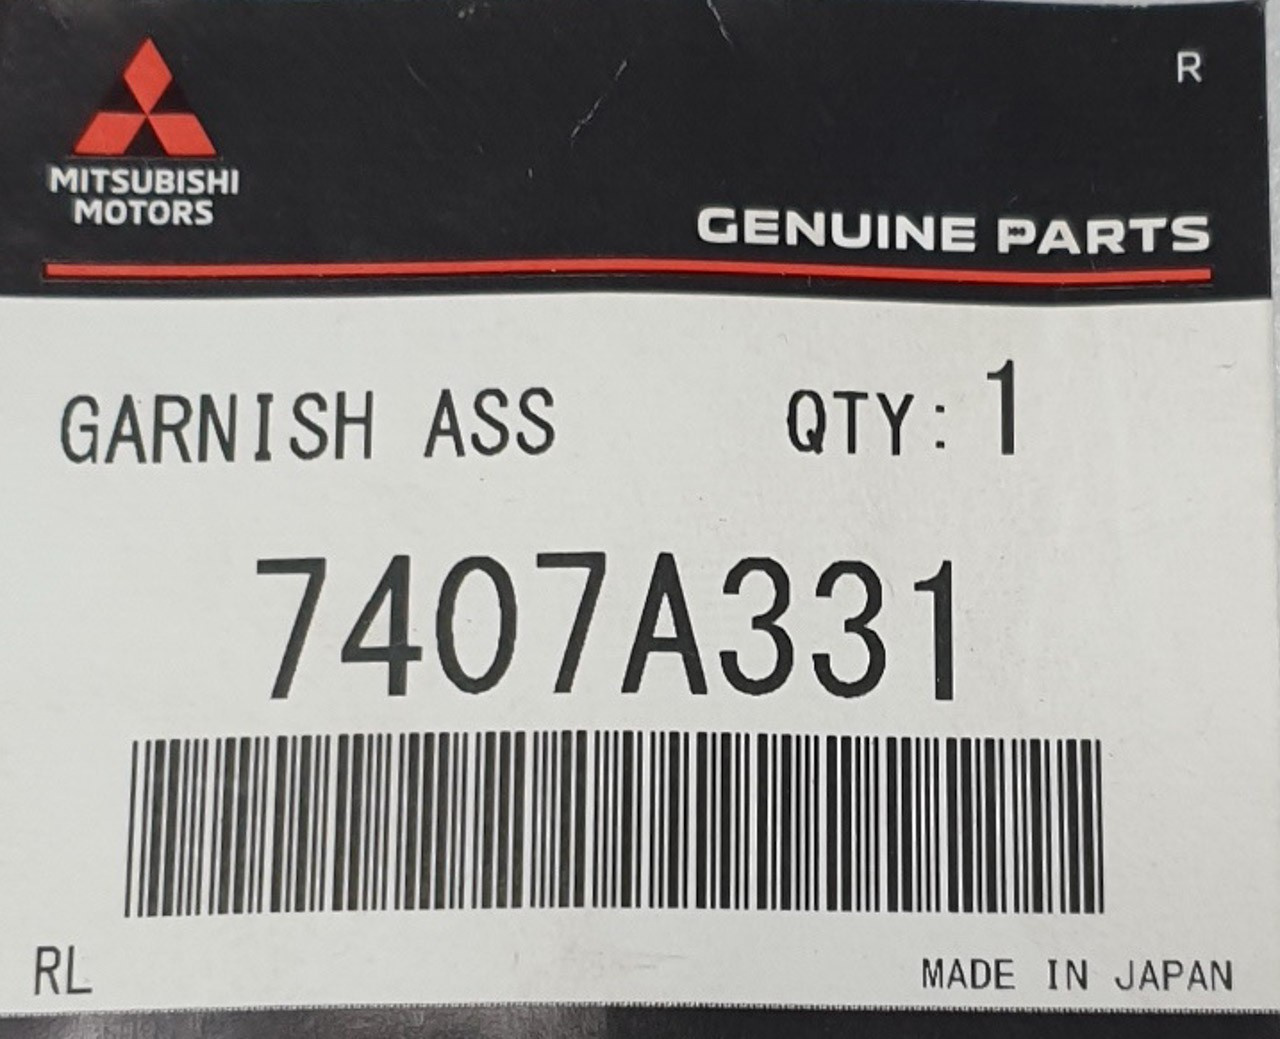 R
MITSUBISHI
MOTORS
GENUINE PARTS
GARNISH ASS QTY: 1
7407A331
RL MADE IN JAPAN